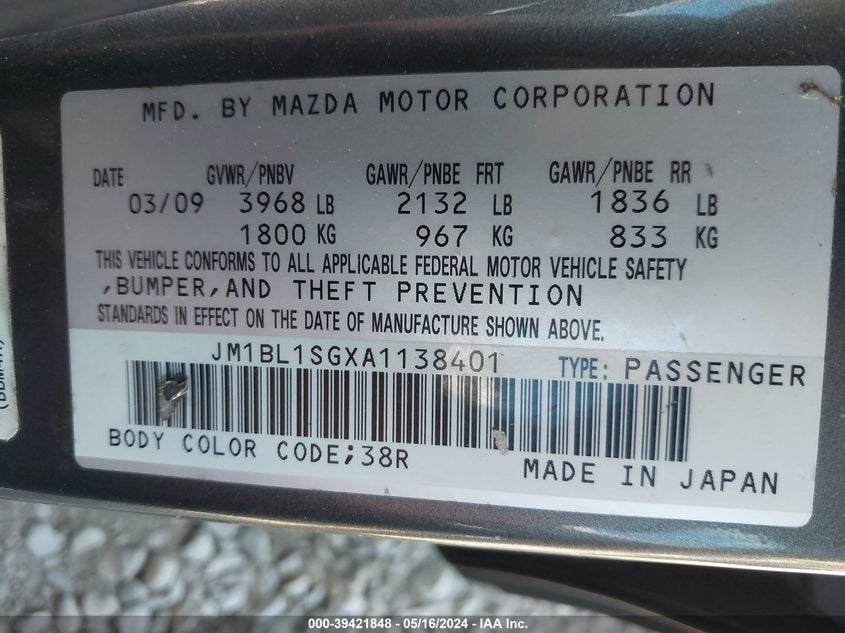 MFD. BY MAZDA MOTOR CORPORATION
DATE GVWR/PNBV GAWR/PNBE FRT GAWR/PNBE RR
03/09 3968 LB 2132 LB 1836 LB
1800 KG 967 KG 833 KG
THIS VEHICLE CONFORMS TO ALL APPLICABLE FEDERAL MOTOR VEHICLE SAFETY
,BUMPER,AND THEFT PREVENTION
STANDARDS IN EFFECT ON THE DATE OF MANUFACTURE SHOWN ABOVE.
JM1BL1SGXA1138401 TYPE: PASSENGER
BODY COLOR CODE;38R
MADE IN JAPAN
000-39421848 - 05/16/2024 - IAA Inc.